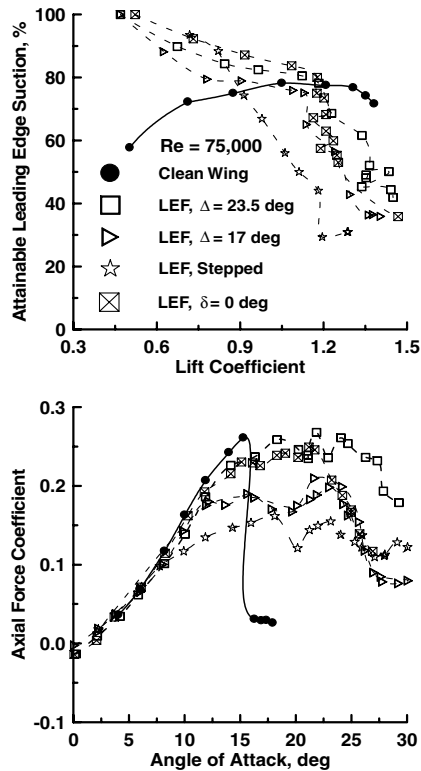 Attainable Leading Edge Suction, %
100
80
60
40
20
0
Re = 75,000
Clean Wing
LEF, Δ = 23.5 deg
LEF, Δ = 17 deg
LEF, Stepped
LEF, δ = 0 deg
0.3 0.6 0.9 1.2 1.5
Lift Coefficient
Axial Force Coefficient
0.3
0.2
0.1
0.0
-0.1
0 5 10 15 20 25 30
Angle of Attack, deg